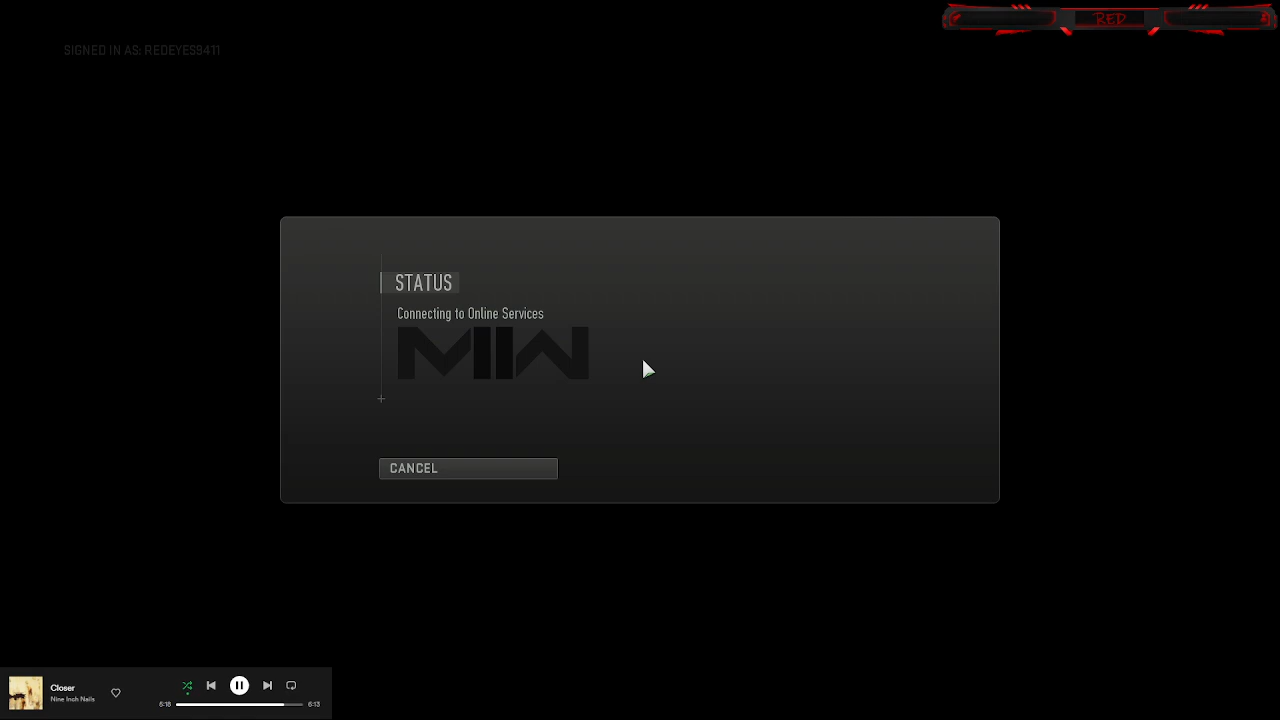 RED
SIGNED IN AS: REDEYES9411
STATUS
Connecting to Online Services
MIIW
CANCEL
Closer
Nine Inch Nails
5:18
6:13